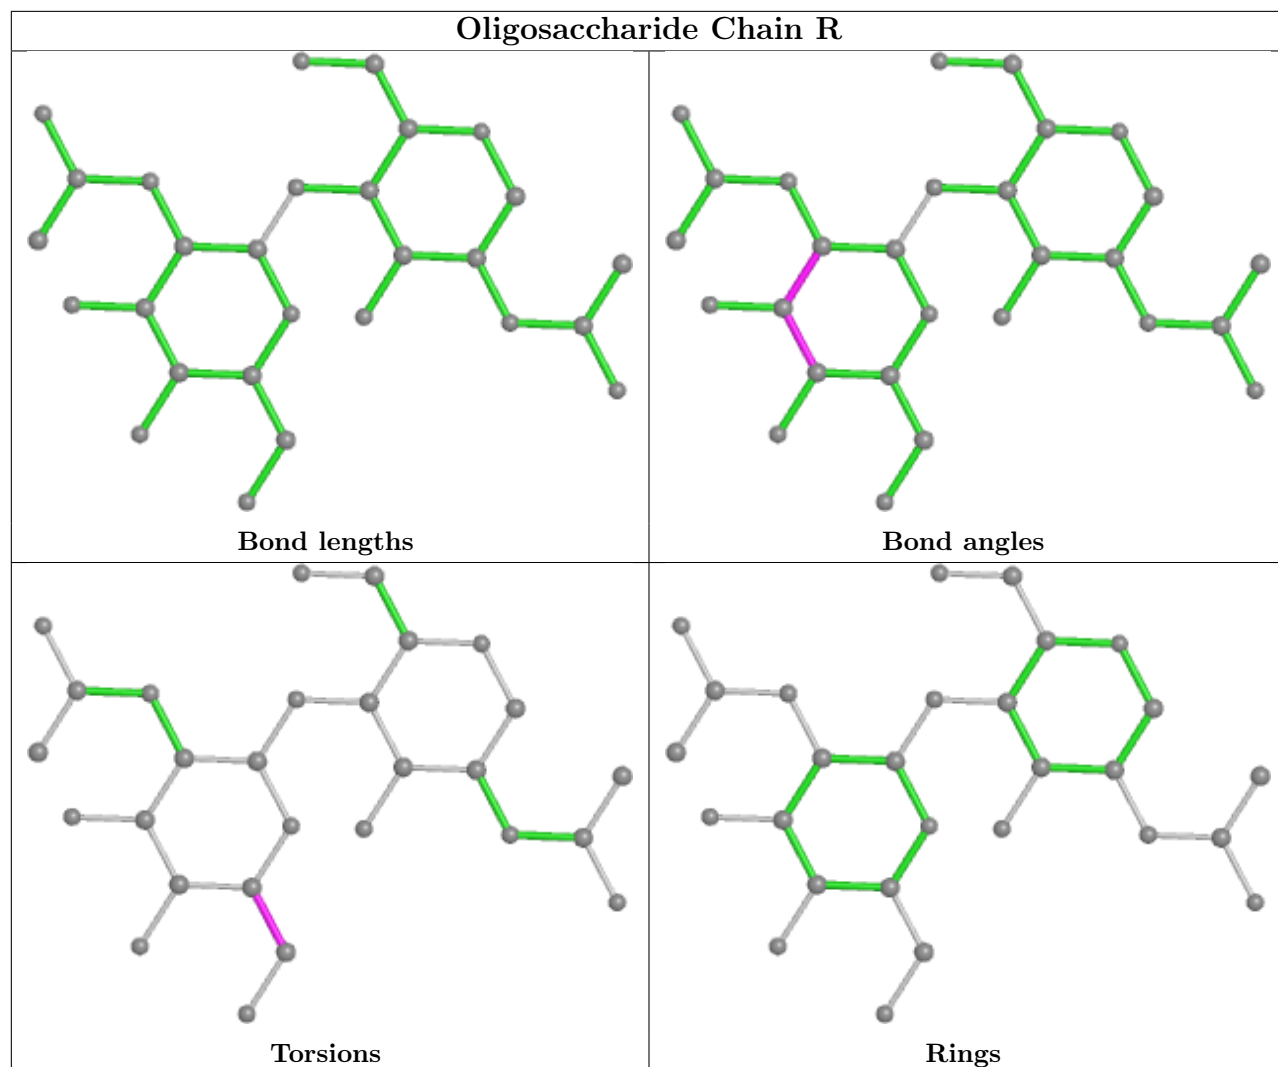 Oligosaccharide Chain R
Bond lengths
Bond angles
Torsions
Rings